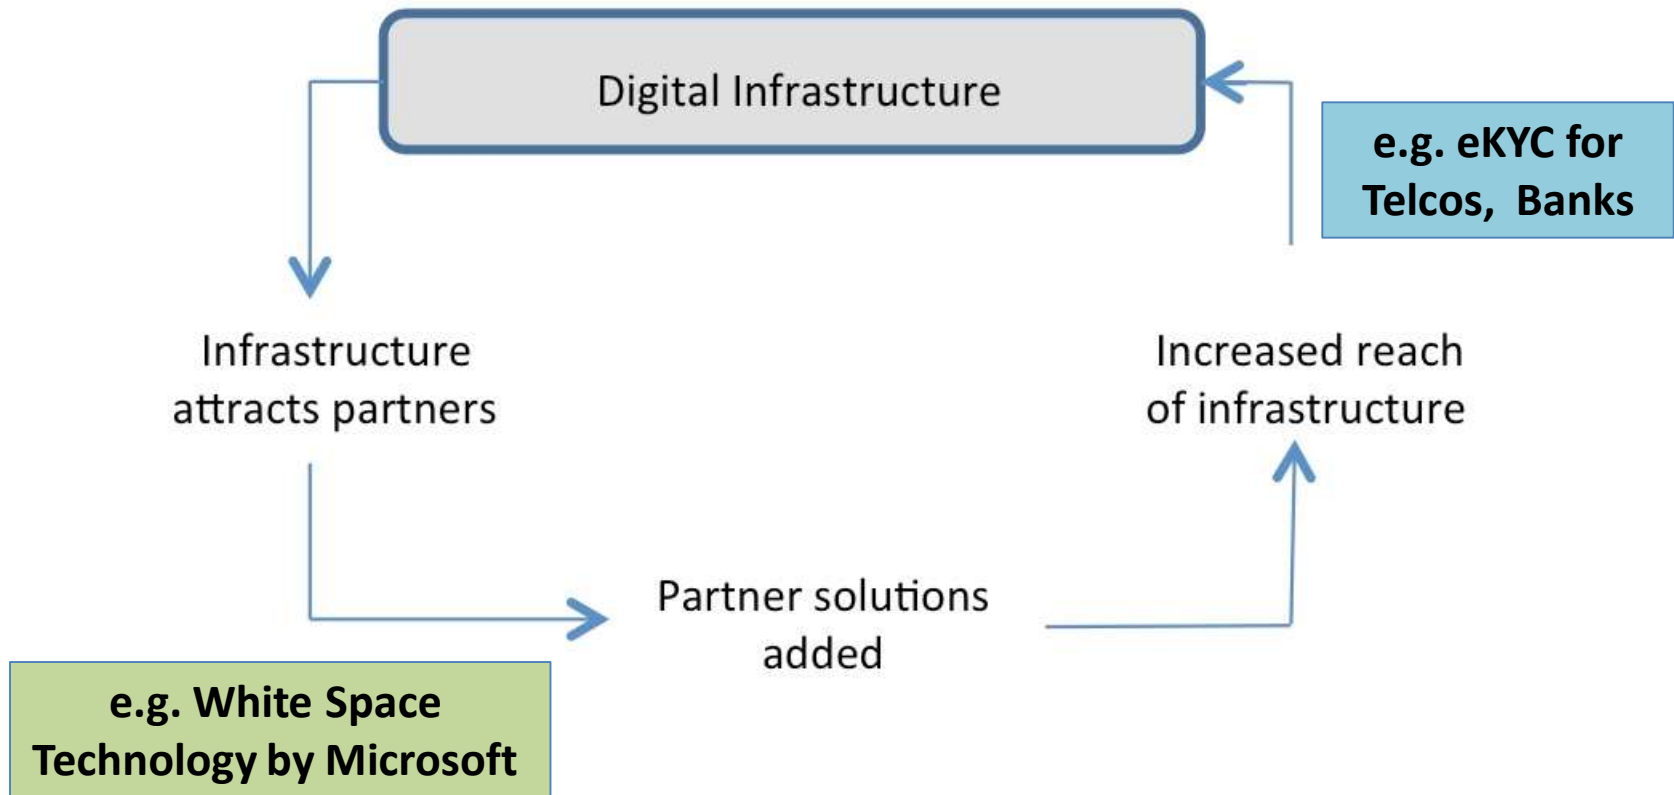 Digital Infrastructure
e.g. eKYC for
Telcos, Banks
Infrastructure
attracts partners
Increased reach
of infrastructure
Partner solutions
added
e.g. White Space
Technology by Microsoft